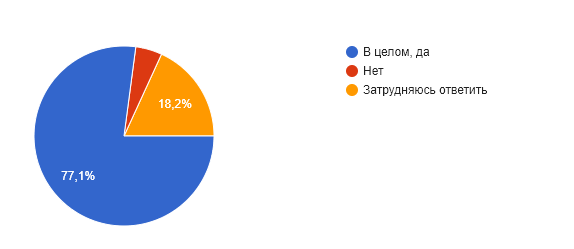 В целом, да
Нет
Затрудняюсь ответить
18,2%
77,1%